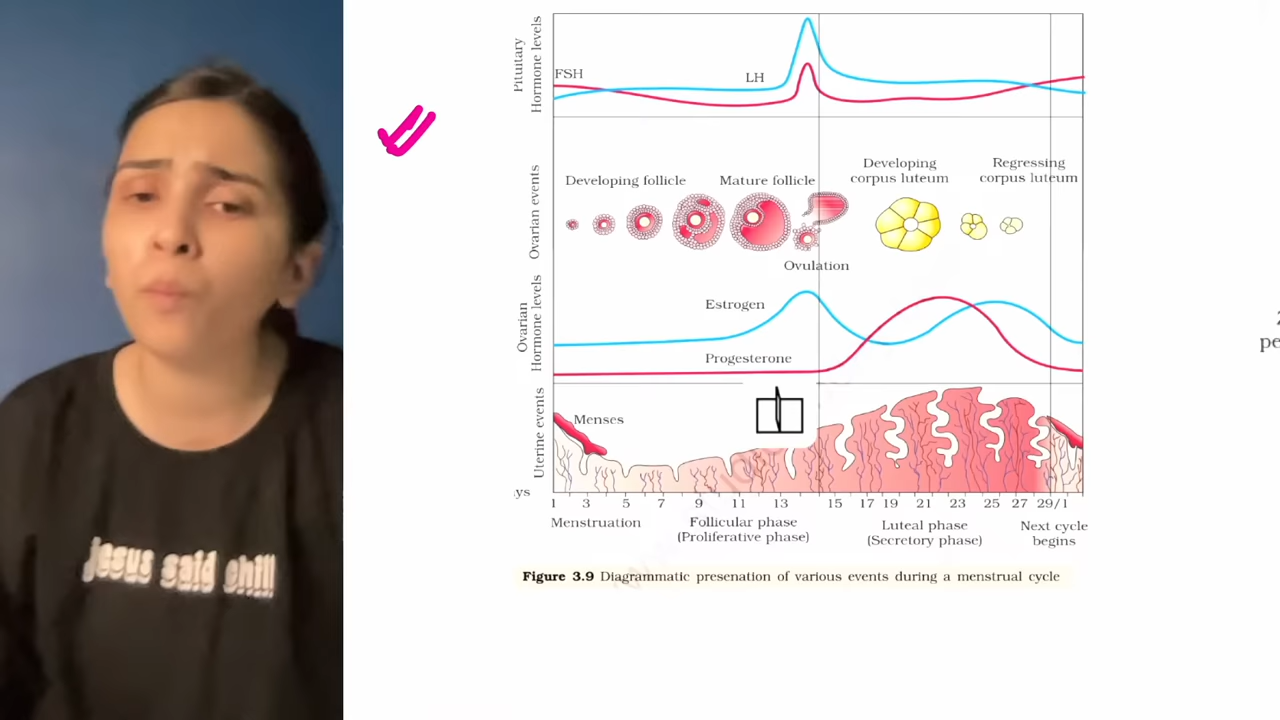 jesus said chill
Pituitary
Hormone levels
FSH
LH
Ovarian events
Developing follicle
Mature follicle
Developing
corpus luteum
Regressing
corpus luteum
Ovulation
Ovarian
Hormone levels
Estrogen
Progesterone
Uterine events
Menses
ys
1 3 5 7 9 11 13 15 17 19 21 23 25 27 29/1
Menstruation
Follicular phase
(Proliferative phase)
Luteal phase
(Secretory phase)
Next cycle
begins
Figure 3.9 Diagrammatic presenation of various events during a menstrual cycle
pe